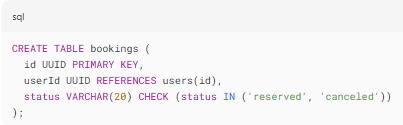 sql
CREATE TABLE bookings (
  id UUID PRIMARY KEY,
  userId UUID REFERENCES users(id),
  status VARCHAR(20) CHECK (status IN ('reserved', 'canceled'))
);